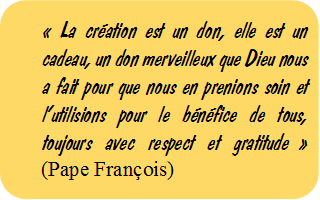 « La création est un don, elle est un
cadeau, un don merveilleux que Dieu nous
a fait pour que nous en prenions soin et
l'utilisions pour le bénéfice de tous,
toujours avec respect et gratitude »
(Pape François)